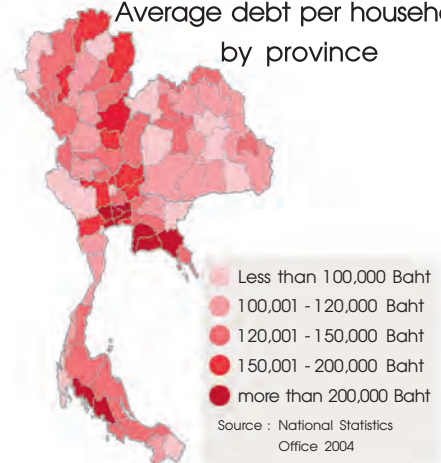 Average debt per househo
by province
Less than 100,000 Baht
100,001 - 120,000 Baht
120,001 - 150,000 Baht
150,001 - 200,000 Baht
more than 200,000 Baht
Source : National Statistics
Office 2004